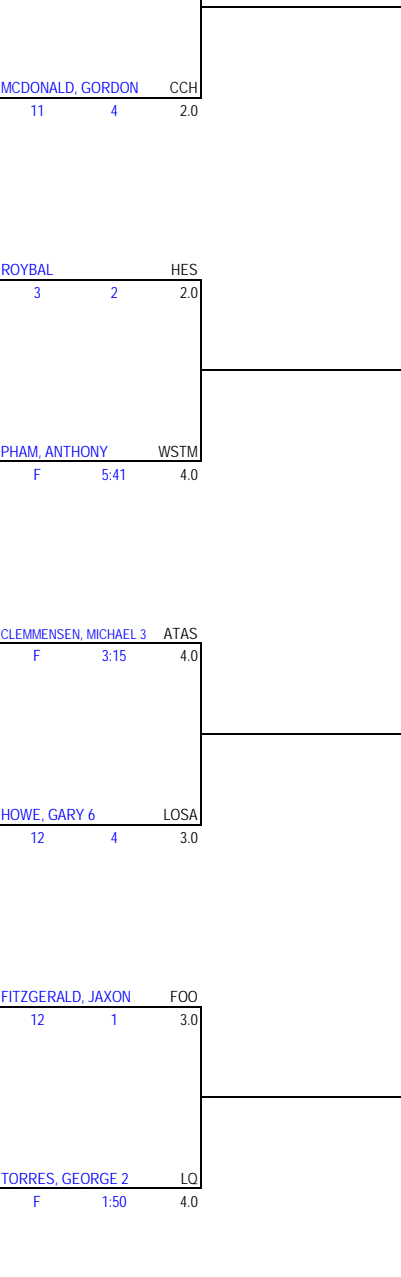 MCDONALD, GORDON CCH
11 4 2.0
ROYBAL HES
3 2 2.0
PHAM, ANTHONY WSTM
F 5:41 4.0
CLEMMENSEN, MICHAEL 3 ATAS
F 3:15 4.0
HOWE, GARY 6 LOSA
12 4 3.0
FITZGERALD, JAXON FOO
12 1 3.0
TORRES, GEORGE 2 LQ
F 1:50 4.0